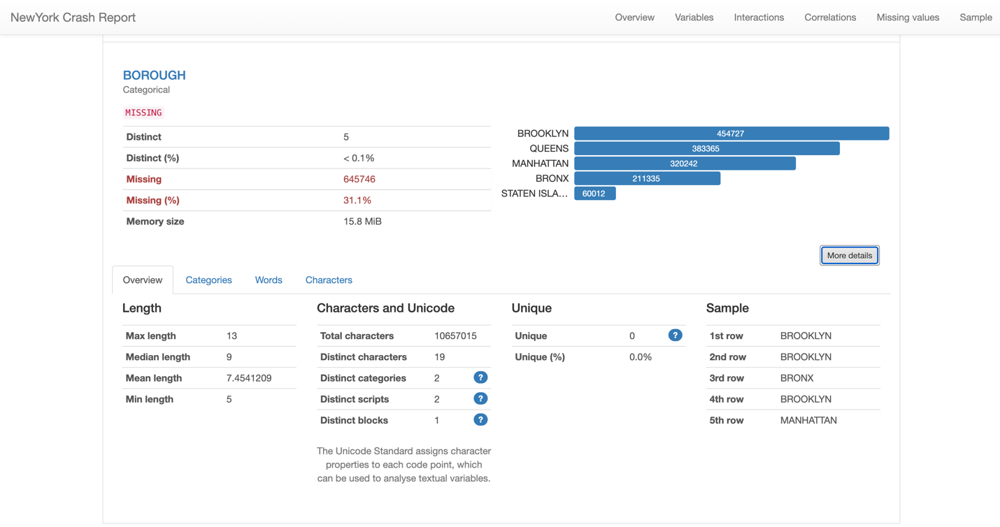 NewYork Crash Report Overview Variables Interactions Correlations Missing values Sample
BOROUGH
Categorical
MISSING
Distinct 5
Distinct (%) < 0.1%
Missing 645746
Missing (%) 31.1%
Memory size 15.8 MiB
BROOKLYN 454727
QUEENS 383365
MANHATTAN 320242
BRONX 211335
STATEN ISLA... 60012
More details
Overview Categories Words Characters
Length
Max length 13
Median length 9
Mean length 7.4541209
Min length 5
Characters and Unicode
Total characters 10657015
Distinct characters 19
Distinct categories 2 ?
Distinct scripts 2 ?
Distinct blocks 1 ?
The Unicode Standard assigns character
properties to each code point, which
can be used to analyse textual variables.
Unique
Unique 0 ?
Unique (%) 0.0%
Sample
1st row BROOKLYN
2nd row BROOKLYN
3rd row BRONX
4th row BROOKLYN
5th row MANHATTAN